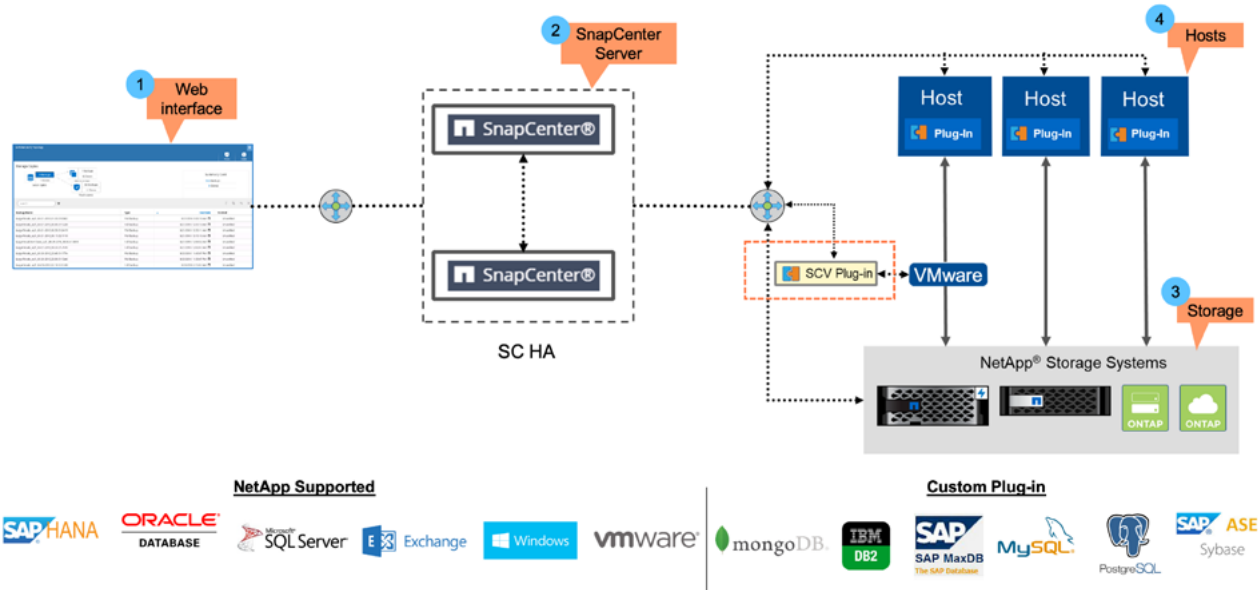 1
Web
interface
2
SnapCenter
Server
SnapCenter®
SnapCenter®
SC HA
4
Hosts
Host
Plug-In
Host
Plug-In
Host
Plug-In
SCV Plug-in
VMware
3
Storage
NetApp® Storage Systems
ONTAP
ONTAP
NetApp Supported
SAP HANA
ORACLE®
DATABASE
Microsoft®
SQL Server
E Exchange
Windows
vmware®
Custom Plug-in
mongoDB.
IBM
DB2
SAP
SAP MaxDB
The SAP Database
MySQL®
PostgreSQL
SAP ASE
Sybase